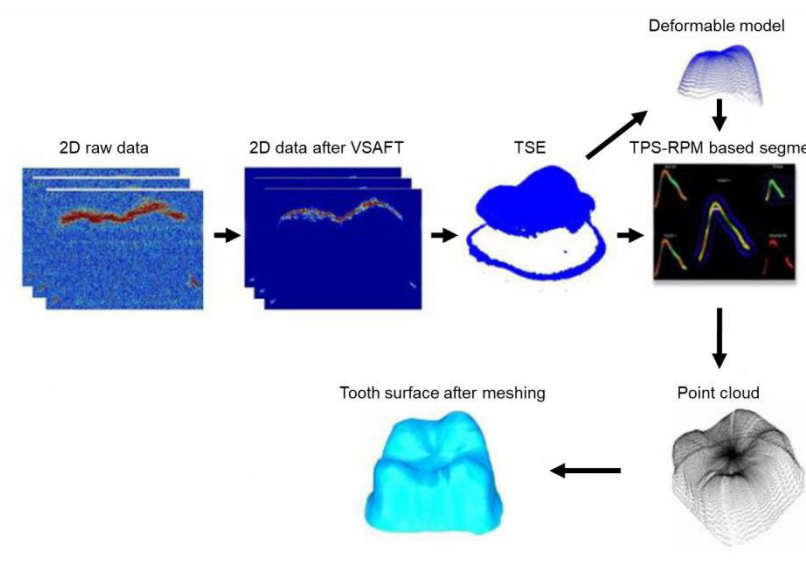 Deformable model
2D raw data
2D data after VSAFT
TSE
TPS-RPM based segme
Tooth surface after meshing
Point cloud